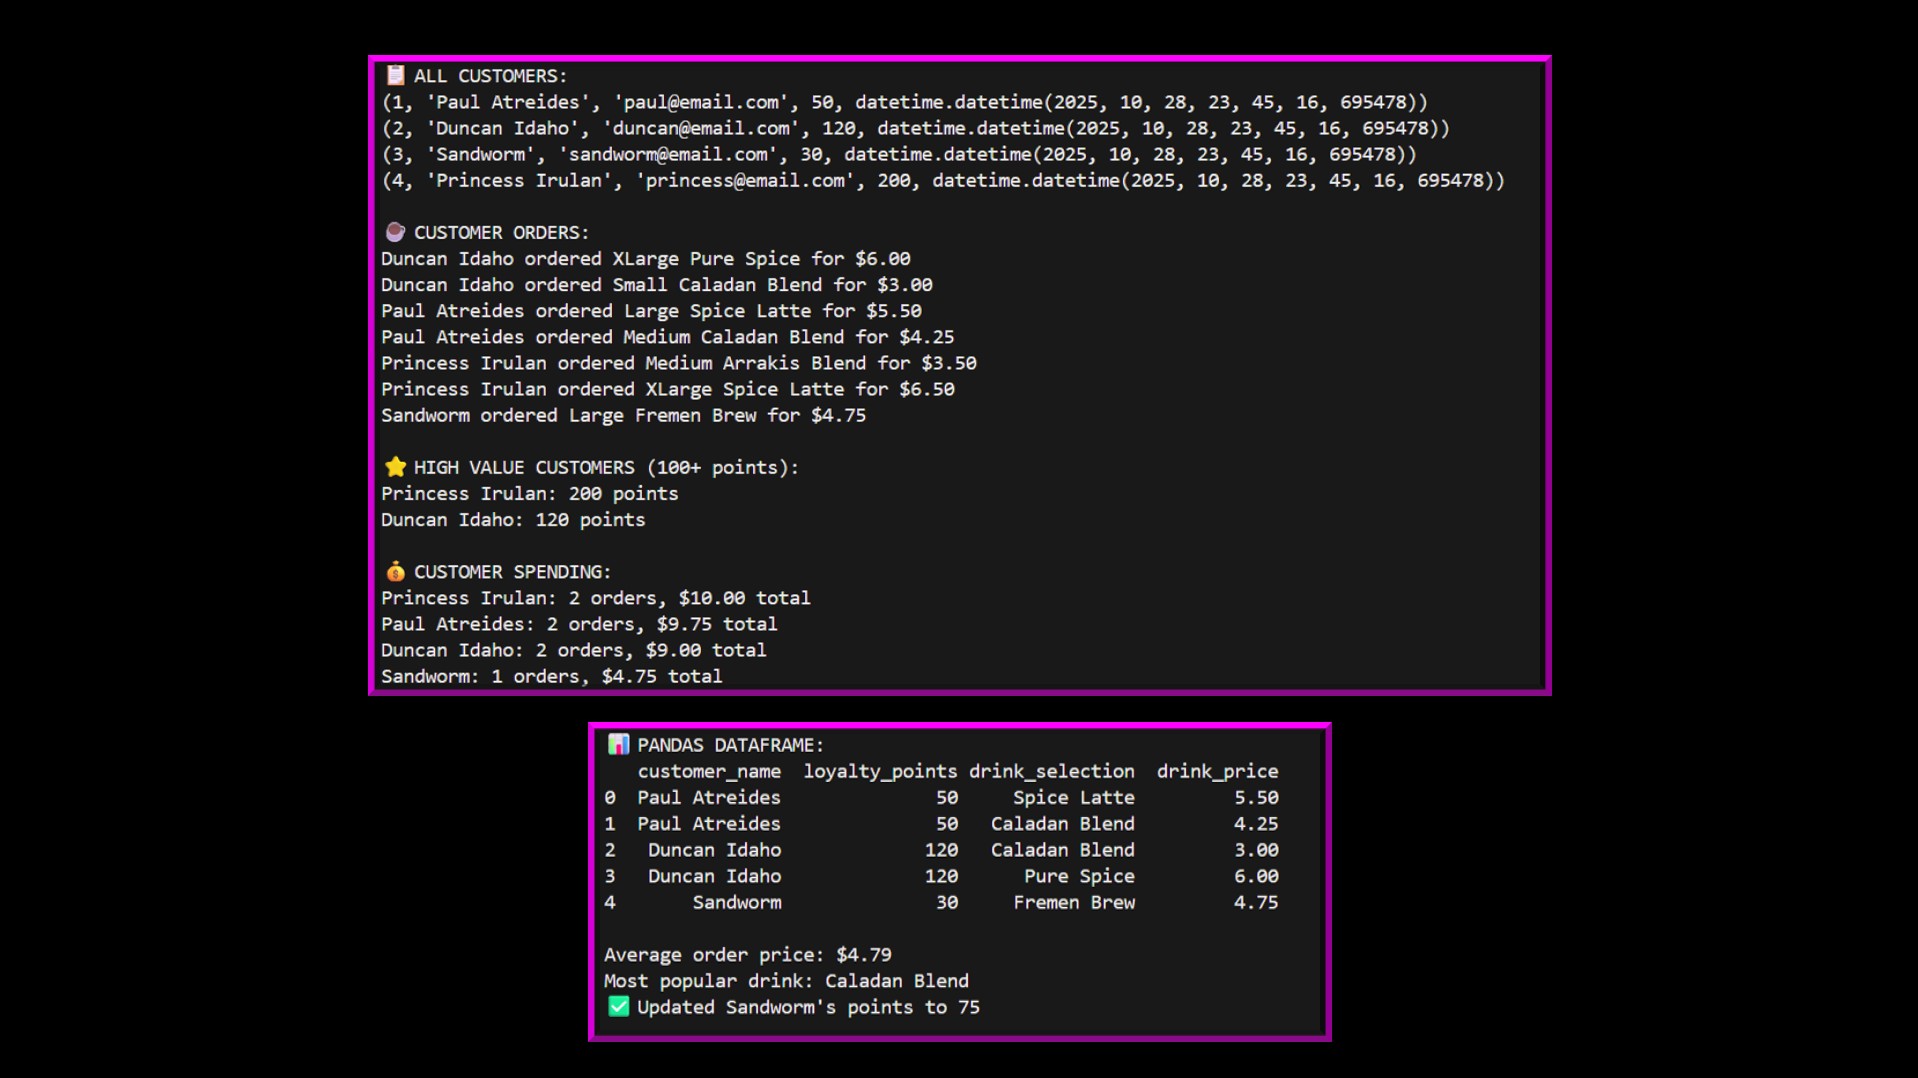 📋 ALL CUSTOMERS:
(1, 'Paul Atreides', 'paul@email.com', 50, datetime.datetime(2025, 10, 28, 23, 45, 16, 695478))
(2, 'Duncan Idaho', 'duncan@email.com', 120, datetime.datetime(2025, 10, 28, 23, 45, 16, 695478))
(3, 'Sandworm', 'sandworm@email.com', 30, datetime.datetime(2025, 10, 28, 23, 45, 16, 695478))
(4, 'Princess Irulan', 'princess@email.com', 200, datetime.datetime(2025, 10, 28, 23, 45, 16, 695478))
☕ CUSTOMER ORDERS:
Duncan Idaho ordered XLarge Pure Spice for $6.00
Duncan Idaho ordered Small Caladan Blend for $3.00
Paul Atreides ordered Large Spice Latte for $5.50
Paul Atreides ordered Medium Caladan Blend for $4.25
Princess Irulan ordered Medium Arrakis Blend for $3.50
Princess Irulan ordered XLarge Spice Latte for $6.50
Sandworm ordered Large Fremen Brew for $4.75
⭐ HIGH VALUE CUSTOMERS (100+ points):
Princess Irulan: 200 points
Duncan Idaho: 120 points
💰 CUSTOMER SPENDING:
Princess Irulan: 2 orders, $10.00 total
Paul Atreides: 2 orders, $9.75 total
Duncan Idaho: 2 orders, $9.00 total
Sandworm: 1 orders, $4.75 total
📊 PANDAS DATAFRAME:
customer_name loyalty_points drink_selection drink_price
0 Paul Atreides 50 Spice Latte 5.50
1 Paul Atreides 50 Caladan Blend 4.25
2 Duncan Idaho 120 Caladan Blend 3.00
3 Duncan Idaho 120 Pure Spice 6.00
4 Sandworm 30 Fremen Brew 4.75
Average order price: $4.79
Most popular drink: Caladan Blend
✅ Updated Sandworm's points to 75